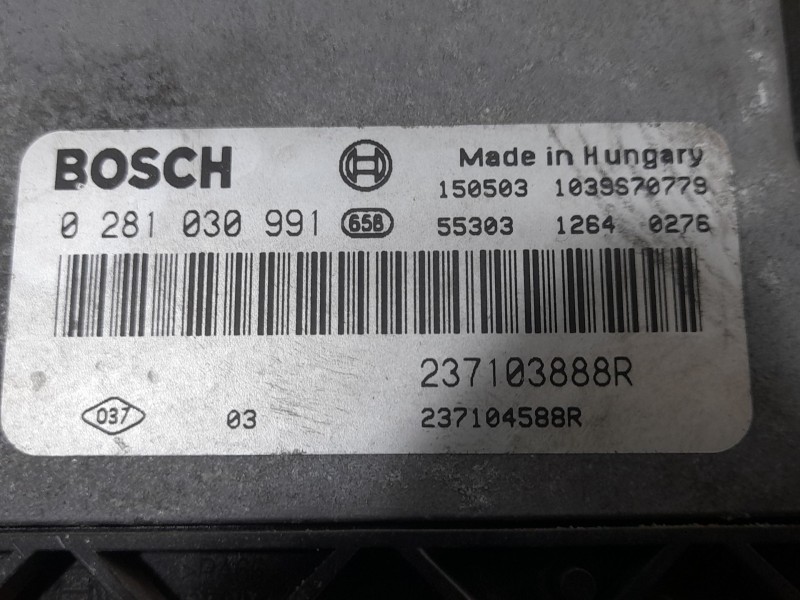 BOSCH
Made in Hungary
150503 1039S70779
0 281 030 991 658 55303 1264 0276
237103888R
037 03 237104588R